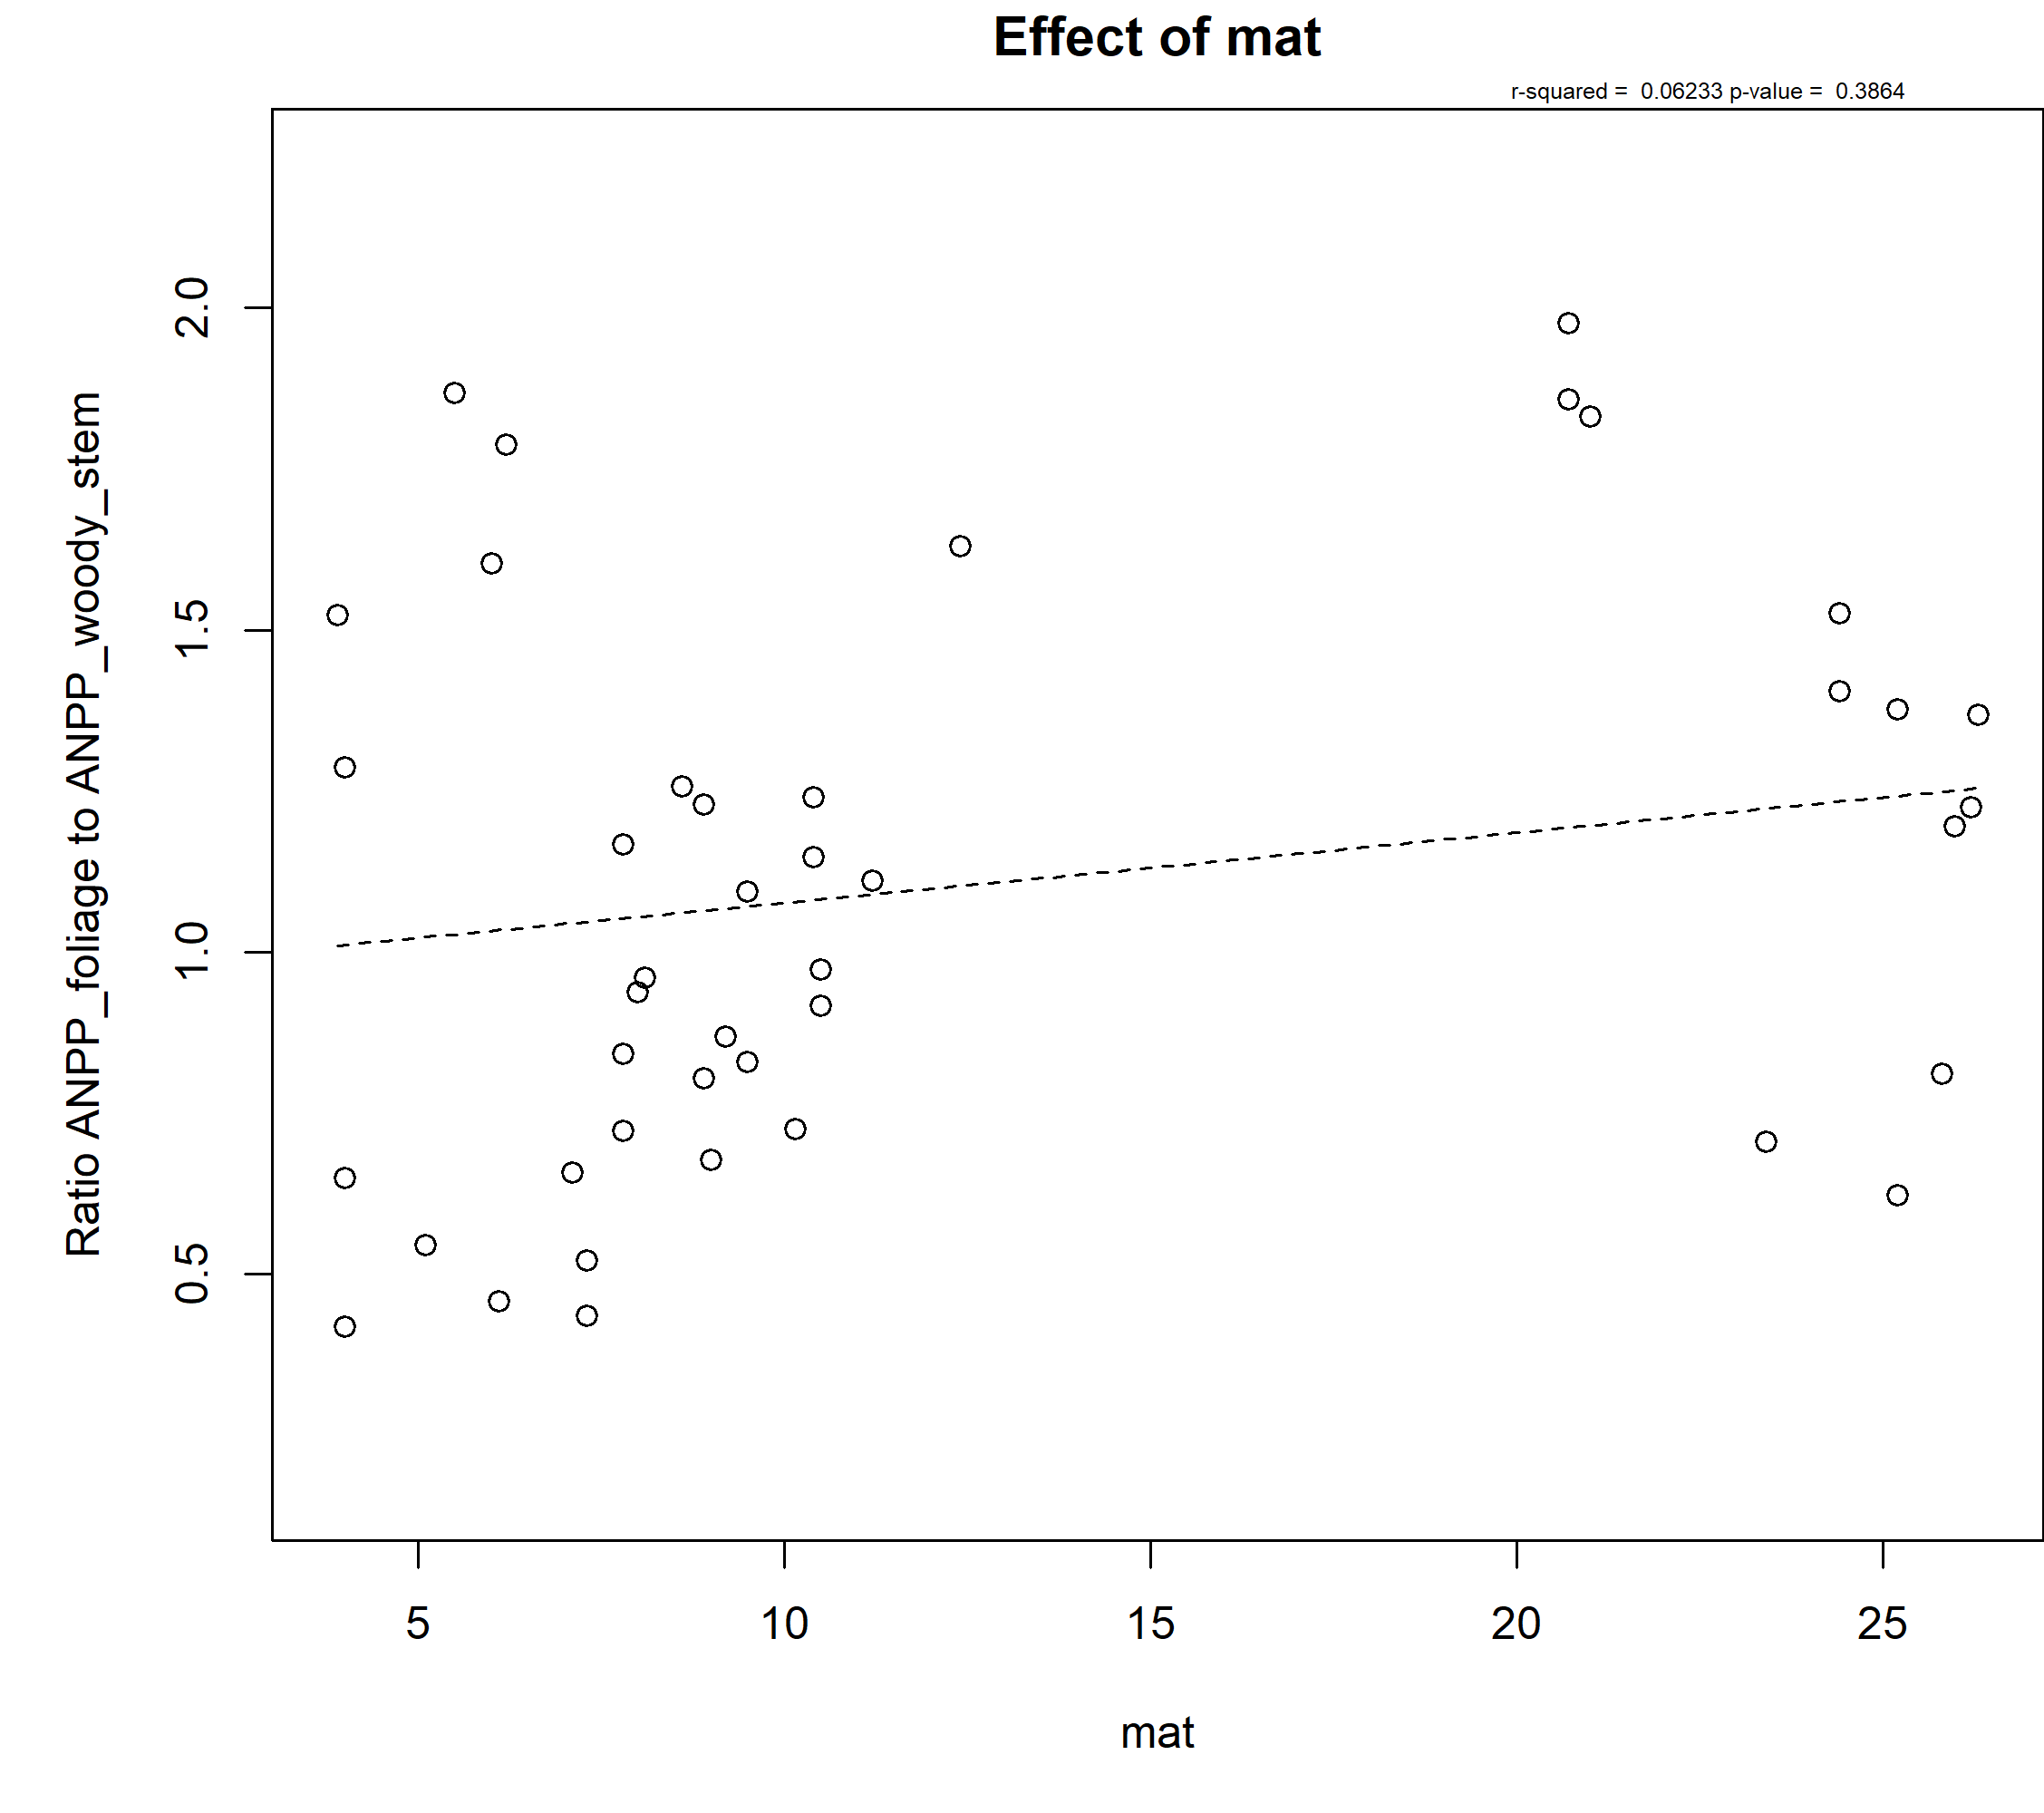 Effect of mat
r-squared =  0.06233 p-value =  0.3864
Ratio ANPP_foliage to ANPP_woody_stem
2.0
1.5
1.0
0.5
5 10 15 20 25
mat